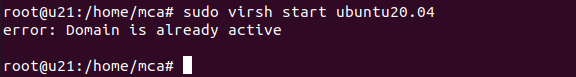 root@u21:/home/mca# sudo virsh start ubuntu20.04
error: Domain is already active
root@u21:/home/mca#